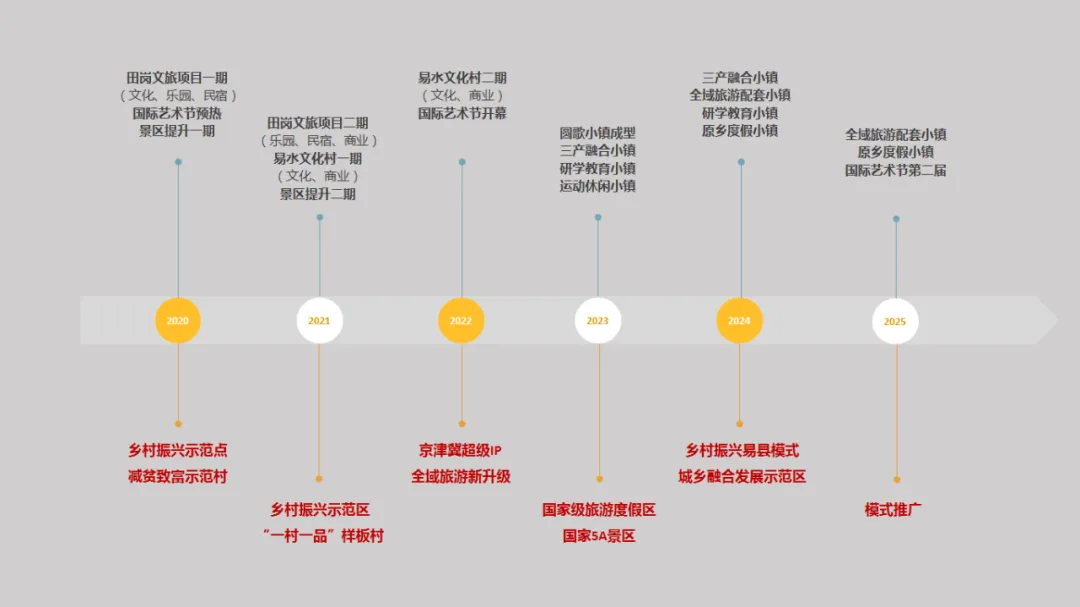 田岗文旅项目一期
（文化、乐园、民宿）
国际艺术节预热
景区提升一期
田岗文旅项目二期
（乐园、民宿、商业）
易水文化村一期
（文化、商业）
景区提升二期
易水文化村二期
（文化、商业）
国际艺术节开幕
圆歌小镇成型
三产融合小镇
研学教育小镇
运动休闲小镇
三产融合小镇
全域旅游配套小镇
研学教育小镇
原乡度假小镇
全域旅游配套小镇
原乡度假小镇
国际艺术节第二届
2020
2021
2022
2023
2024
2025
乡村振兴示范点
减贫致富示范村
乡村振兴示范区
“一村一品”样板村
京津冀超级IP
全域旅游新升级
国家级旅游度假区
国家5A景区
乡村振兴易县模式
城乡融合发展示范区
模式推广